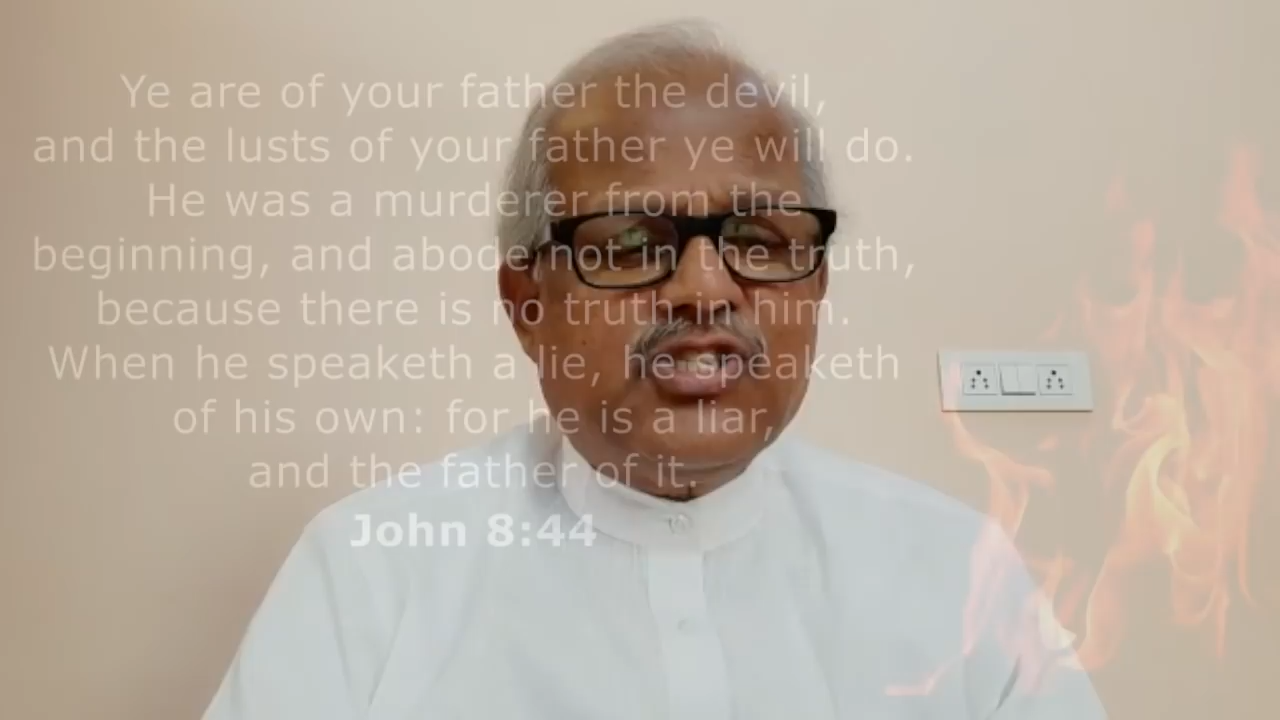 Ye are of your father the devil,
and the lusts of your father ye will do.
He was a murderer from the
beginning, and abode not in the truth,
because there is no truth in him.
When he speaketh a lie, he speaketh
of his own: for he is a liar,
and the father of it.
John 8:44